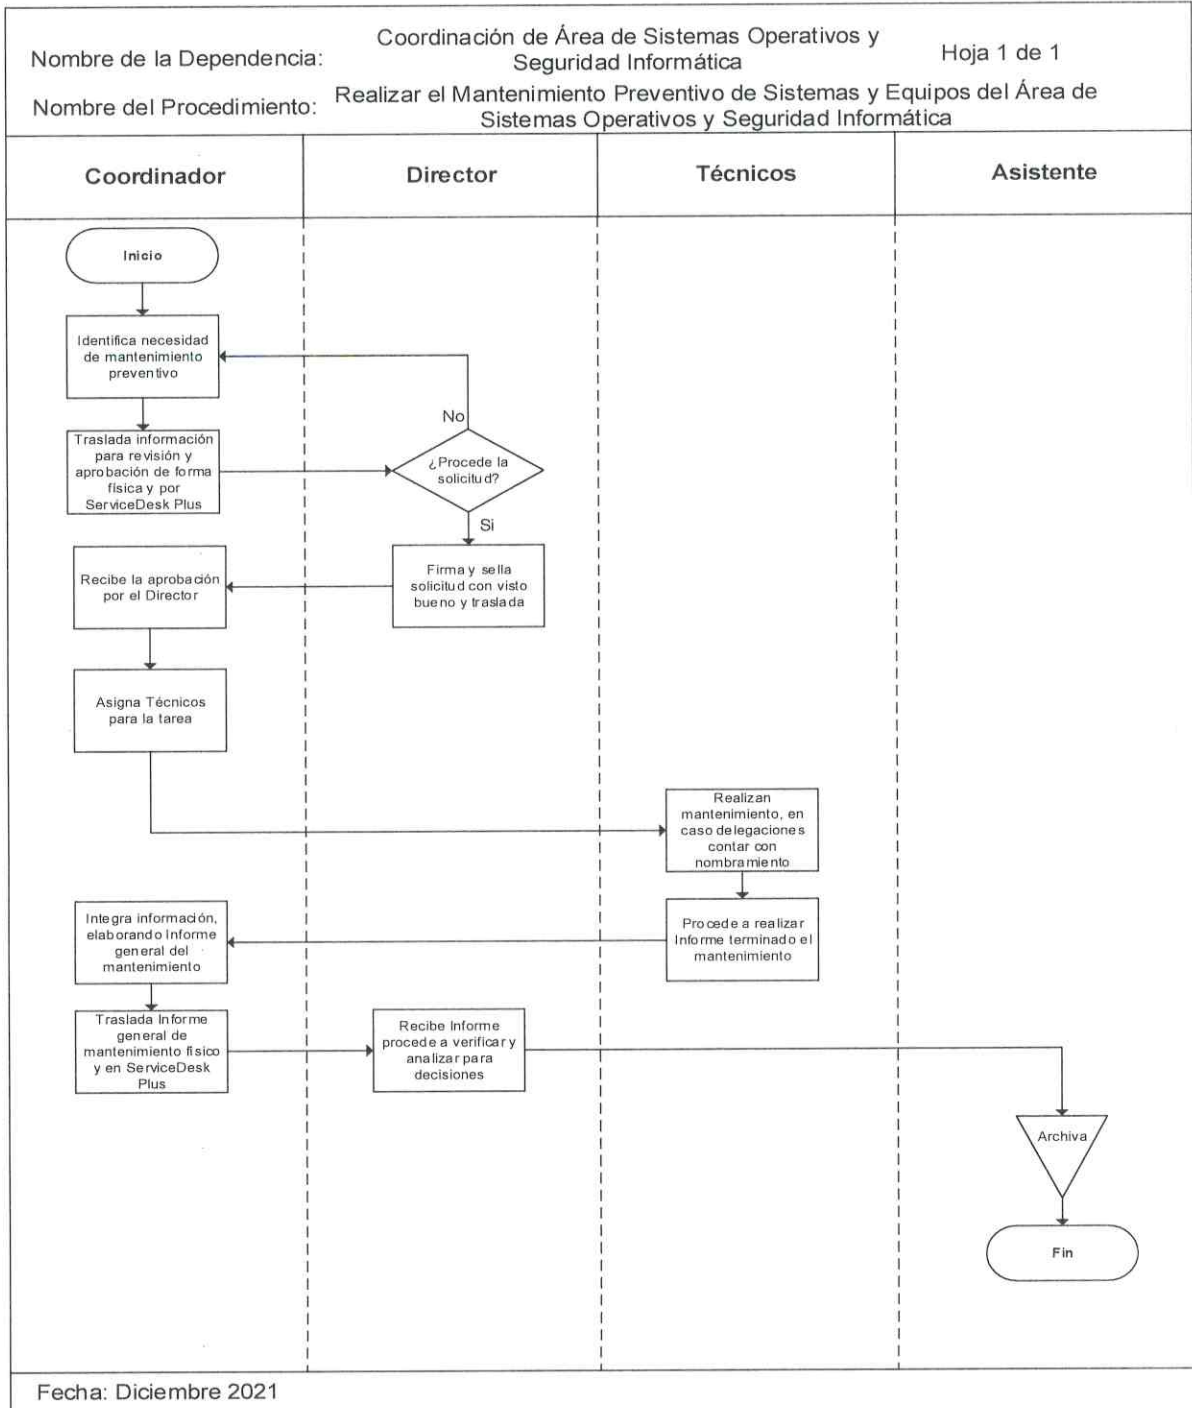 Nombre de la Dependencia:
Coordinación de Área de Sistemas Operativos y
Seguridad Informática
Hoja 1 de 1
Nombre del Procedimiento:
Realizar el Mantenimiento Preventivo de Sistemas y Equipos del Área de
Sistemas Operativos y Seguridad Informática
Coordinador
Director
Técnicos
Asistente
Inicio
Identifica necesidad
de mantenimiento
preventivo
No
Traslada información
para revisión y
aprobación de forma
física y por
ServiceDesk Plus
¿Procede la
solicitud?
Si
Firma y sella
solicitud con visto
bueno y traslada
Recibe la aprobación
por el Director
Asigna Técnicos
para la tarea
Realizan
mantenimiento, en
caso delegaciones
contar con
nombramiento
Procede a realizar
Informe terminado el
mantenimiento
Integra información,
elaborando Informe
general del
mantenimiento
Traslada Informe
general de
mantenimiento físico
y en ServiceDesk
Plus
Recibe Informe
procede a verificar y
analizar para
decisiones
Archiva
Fin
Fecha: Diciembre 2021